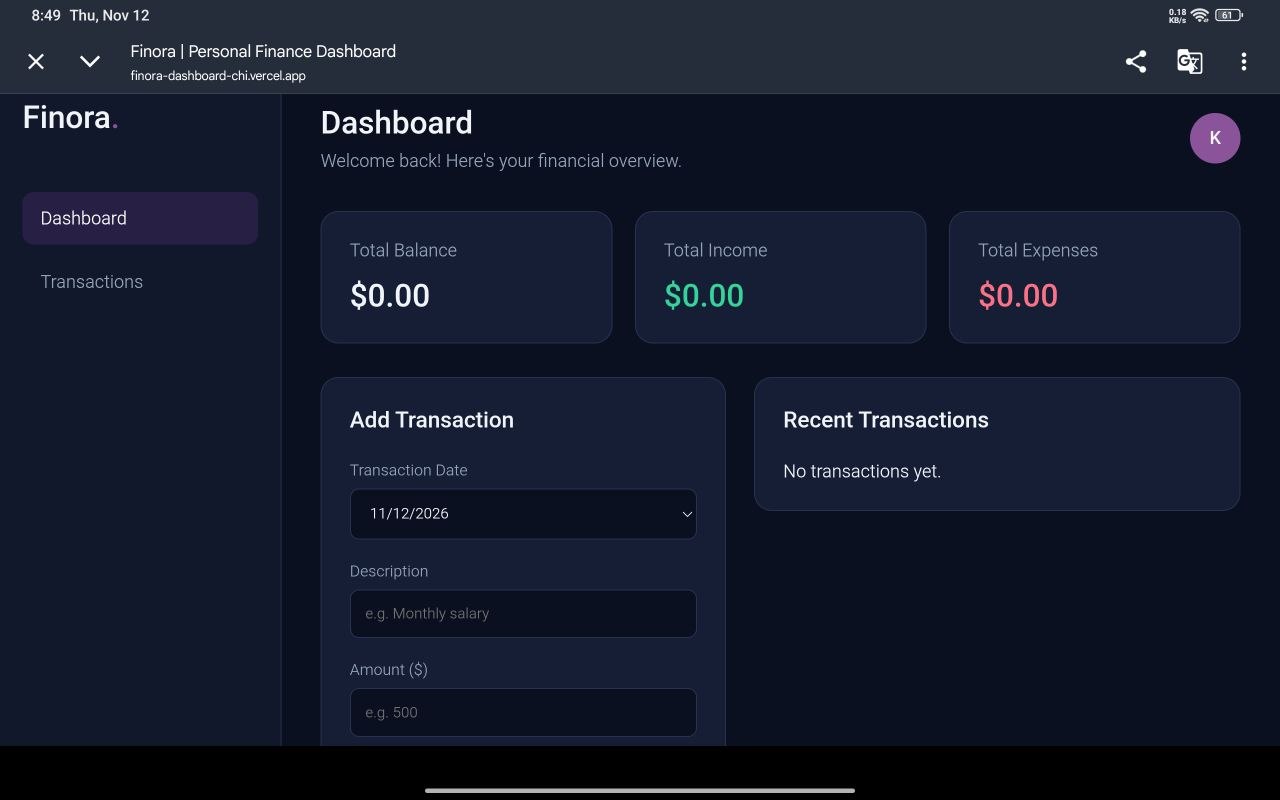 8:49 Thu, Nov 12
0.18
KB/s
61
Finora | Personal Finance Dashboard
finora-dashboard-chi.vercel.app
Finora.
Dashboard
Transactions
Dashboard
Welcome back! Here's your financial overview.
K
Total Balance
$0.00
Total Income
$0.00
Total Expenses
$0.00
Add Transaction
Transaction Date
11/12/2026
Description
e.g. Monthly salary
Amount ($)
e.g. 500
Recent Transactions
No transactions yet.